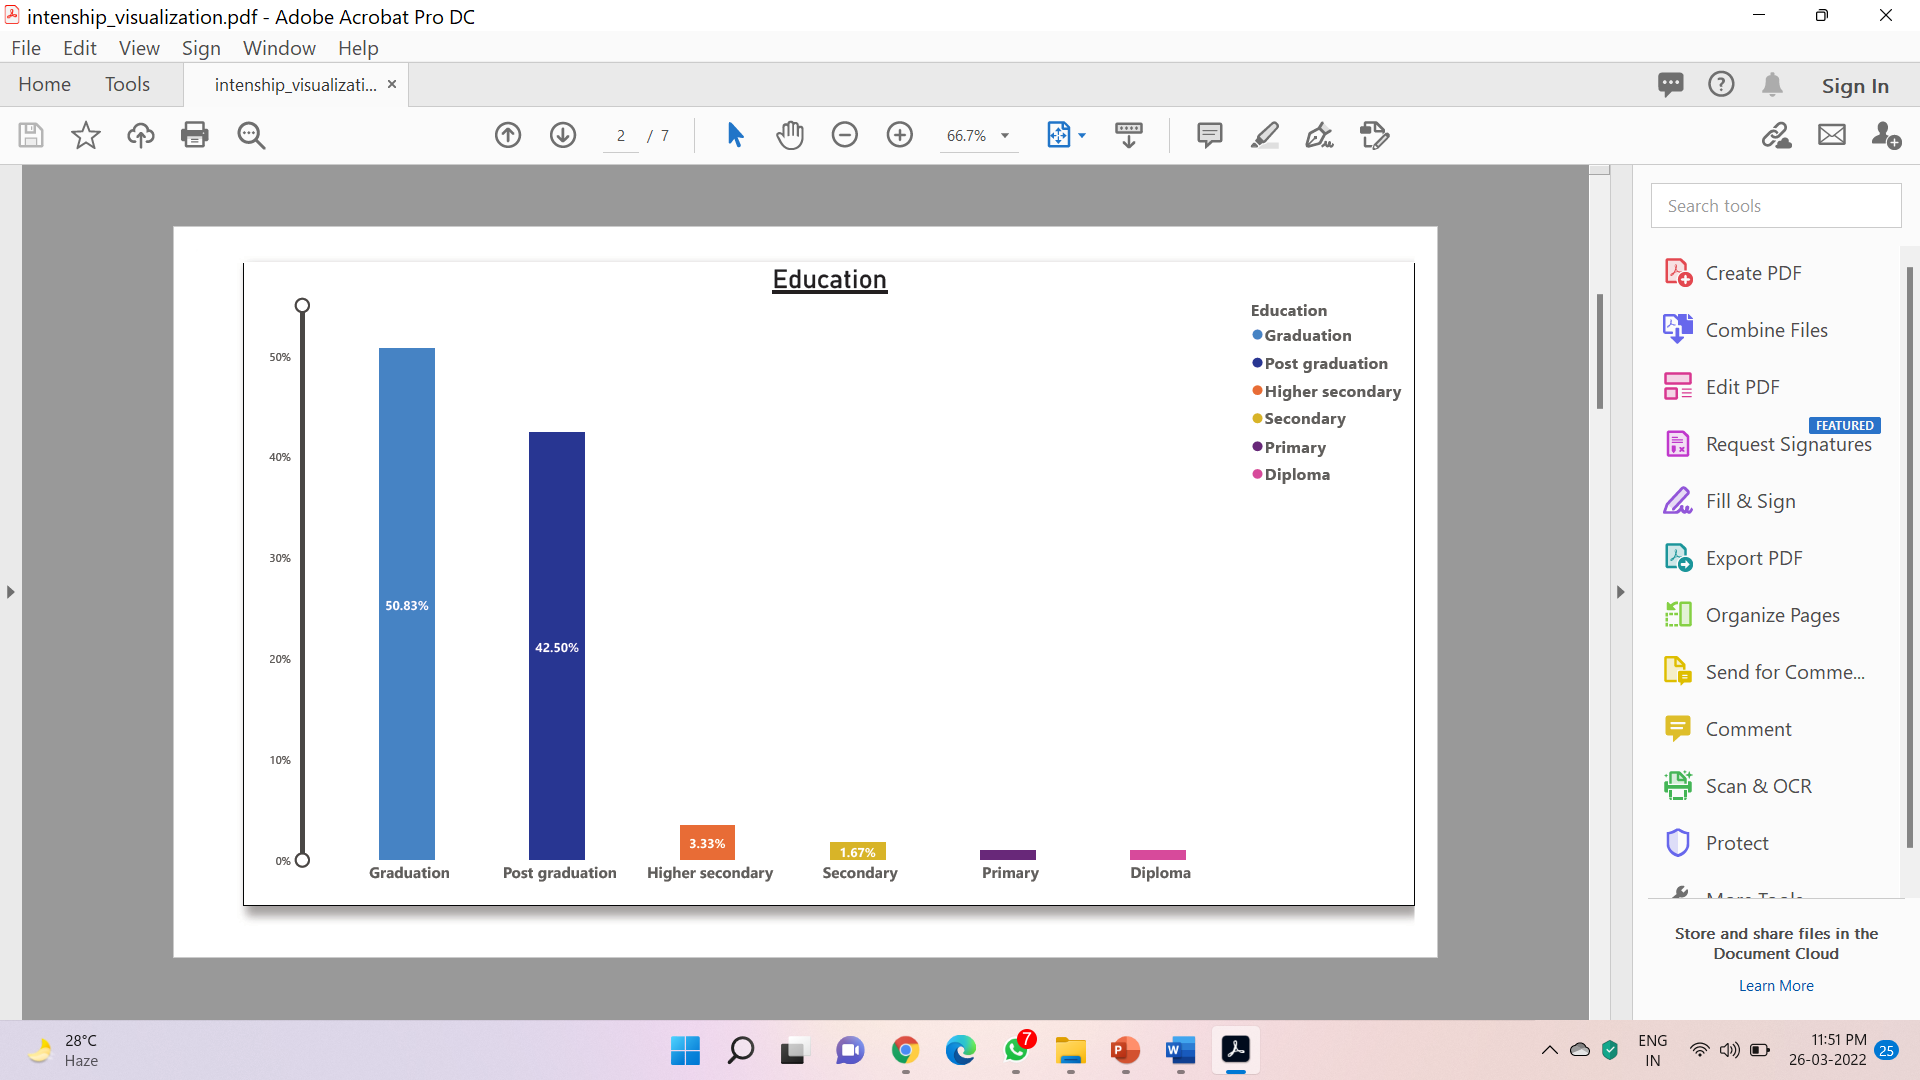 intenship_visualization.pdf - Adobe Acrobat Pro DC
File Edit View Sign Window Help
Home Tools intenship_visualizati... × Sign In
2 / 7 66.7%
Education
50%
40%
30%
20%
10%
0%
50.83%
42.50%
3.33%
1.67%
Graduation Post graduation Higher secondary Secondary Primary Diploma
Education
Graduation
Post graduation
Higher secondary
Secondary
Primary
Diploma
Search tools
Create PDF
Combine Files
Edit PDF
FEATURED
Request Signatures
Fill & Sign
Export PDF
Organize Pages
Send for Comme...
Comment
Scan & OCR
Protect
More Tools
Store and share files in the
Document Cloud
Learn More
28°C
Haze
7
W
P
ENG
IN
11:51 PM
26-03-2022
25